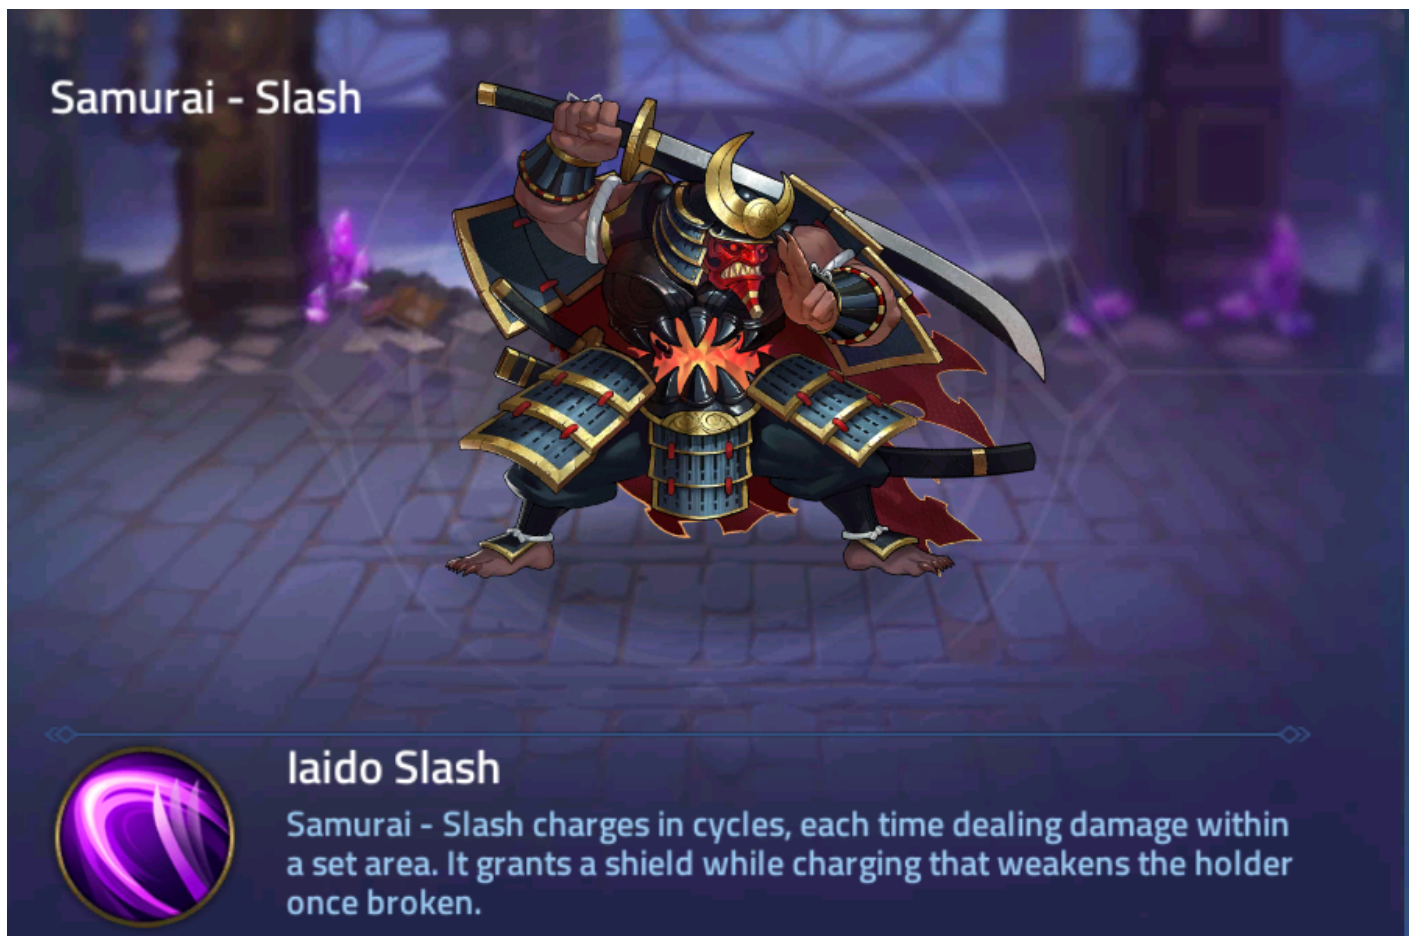 Samurai - Slash
Iaido Slash
Samurai - Slash charges in cycles, each time dealing damage within
a set area. It grants a shield while charging that weakens the holder
once broken.